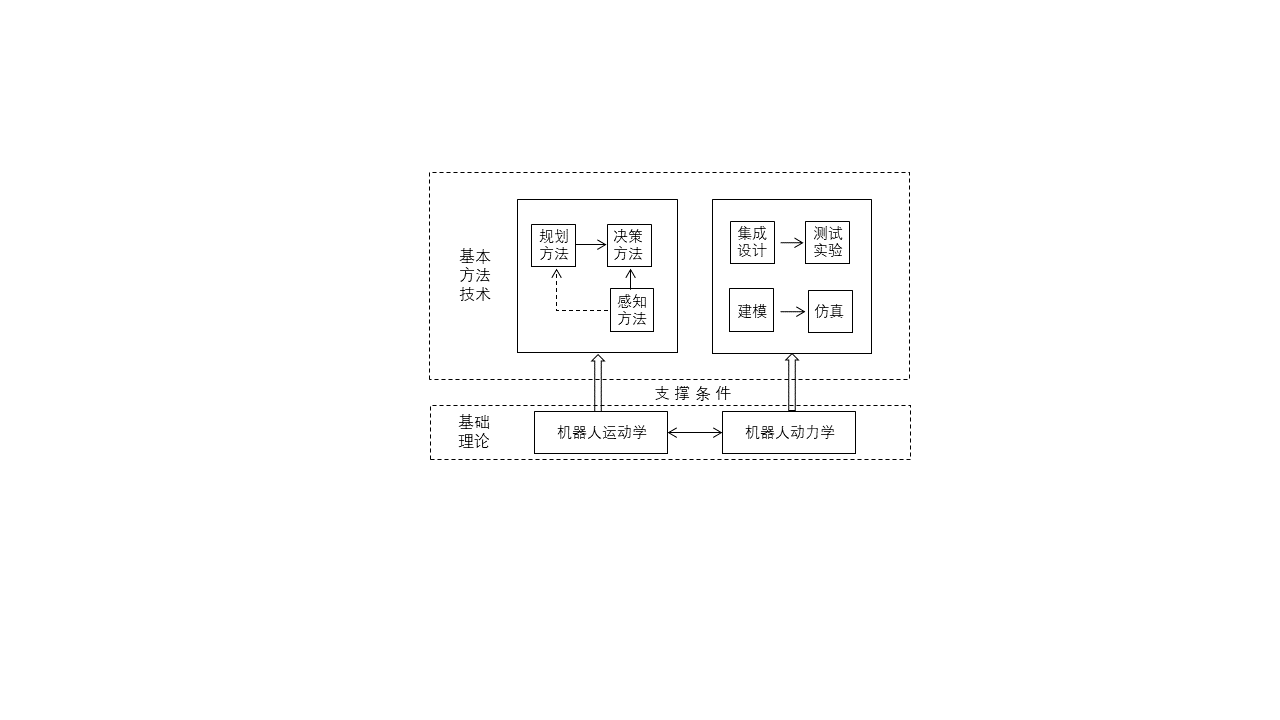 基本
方法
技术
规划
方法
决策
方法
感知
方法
集成
设计
测试
实验
建模
仿真
支撑条件
基础
理论
机器人运动学
机器人动力学